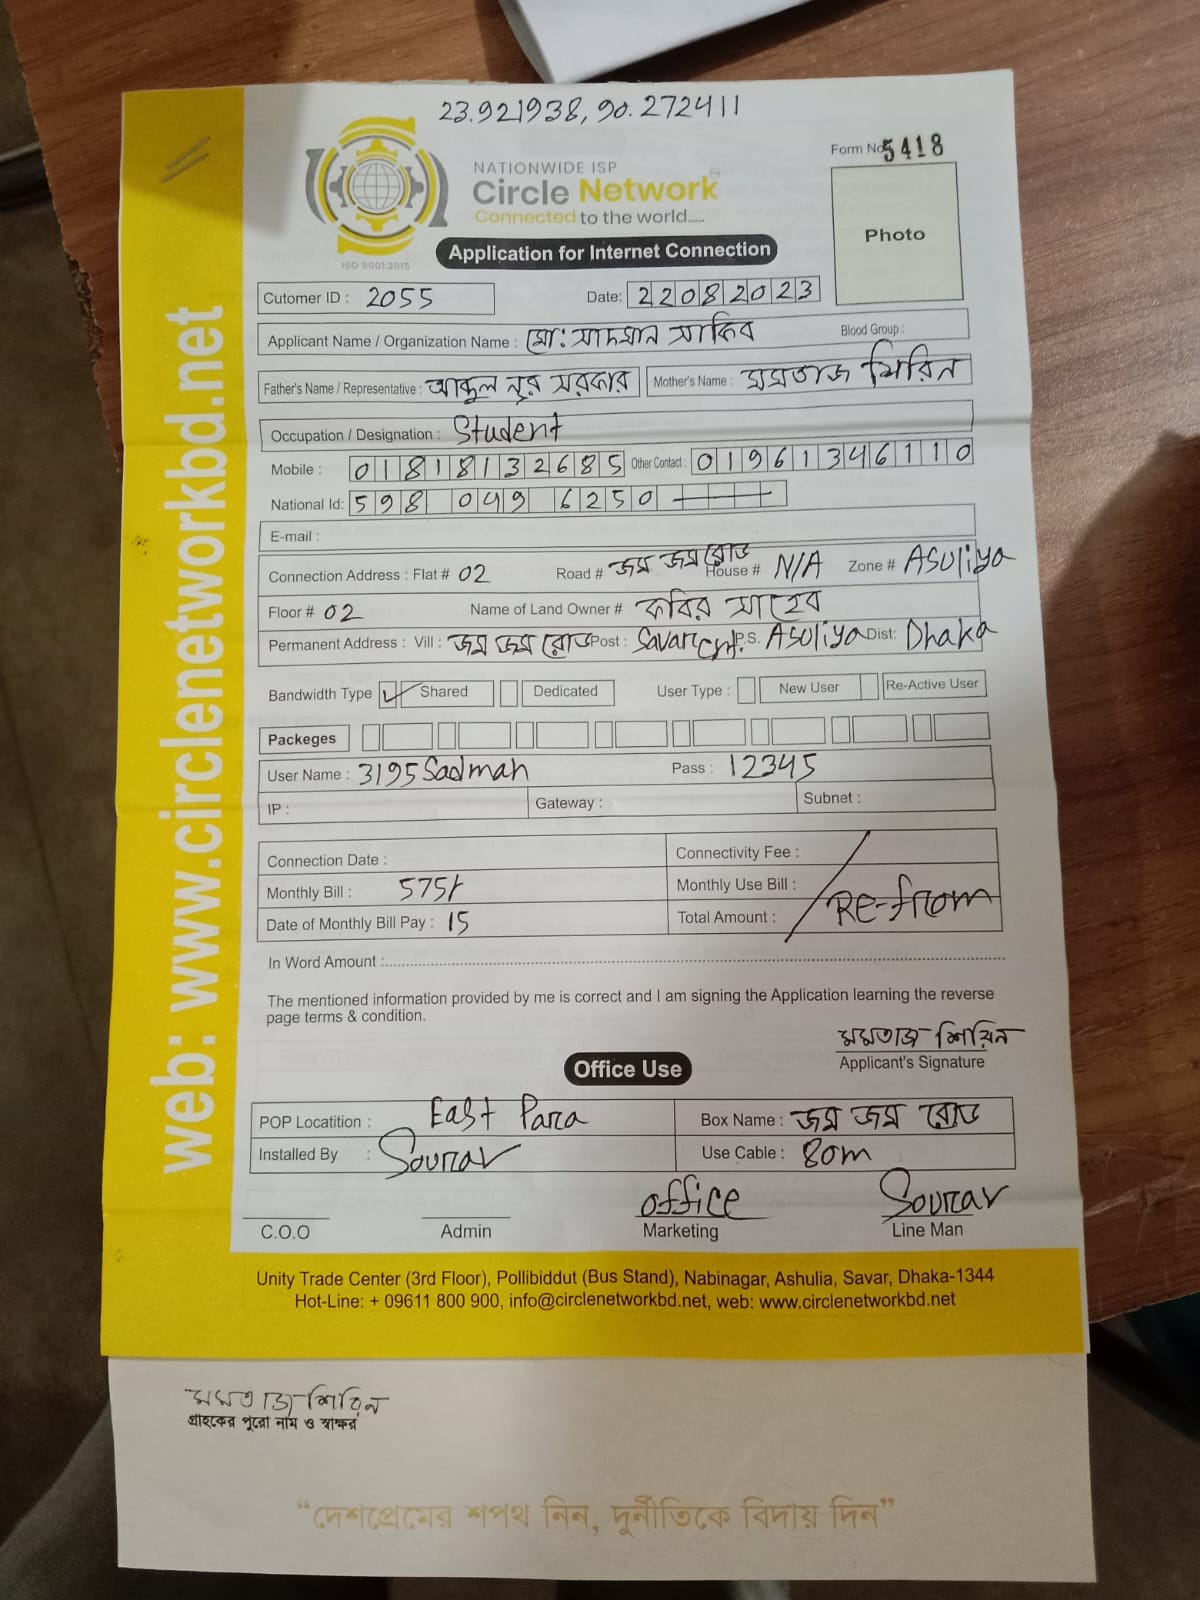 23.921938, 90.272411
Form No 5418
NATIONWIDE ISP
Circle Network
Connected to the world.....
ISO 9001:2015
Photo
Application for Internet Connection
Cutomer ID : 2055 Date: 22082023
Applicant Name / Organization Name : মো: সাদমান সাকিব Blood Group :
Father's Name / Representative : আব্দুল নুর সরকার Mother's Name : মমতাজ শিরিন
Occupation / Designation : Student
Mobile : 01818132685 Other Contact : 01961346110
National Id: 598 049 6250
E-mail :
Connection Address : Flat # 02 Road # জম জম রোড House # N/A Zone # Asuliya
Floor # 02 Name of Land Owner # কবির সাহেব
Permanent Address : Vill : জম জম রোড Post : Savar Cnt. P.S. Asuliya Dist: Dhaka
Bandwidth Type ✓ Shared Dedicated User Type : New User Re-Active User
Packeges
User Name : 3195Sadman Pass : 12345
IP : Gateway : Subnet :
Connection Date : Connectivity Fee :
Monthly Bill : 575/- Monthly Use Bill :
Date of Monthly Bill Pay : 15 Total Amount : RE-from
In Word Amount :
The mentioned information provided by me is correct and I am signing the Application learning the reverse
page terms & condition.
মমতাজ শিরিন
Applicant's Signature
Office Use
POP Locatition : East Para Box Name : জম জম রোড
Installed By : Sourav Use Cable : 80m
office Sourav
C.O.O Admin Marketing Line Man
Unity Trade Center (3rd Floor), Pollibiddut (Bus Stand), Nabinagar, Ashulia, Savar, Dhaka-1344
Hot-Line: + 09611 800 900, info@circlenetworkbd.net, web: www.circlenetworkbd.net
web: www.circlenetworkbd.net
মমতাজ শিরিন
গ্রাহকের পুরো নাম ও স্বাক্ষর
“দেশপ্রেমের শপথ নিন, দুর্নীতিকে বিদায় দিন”